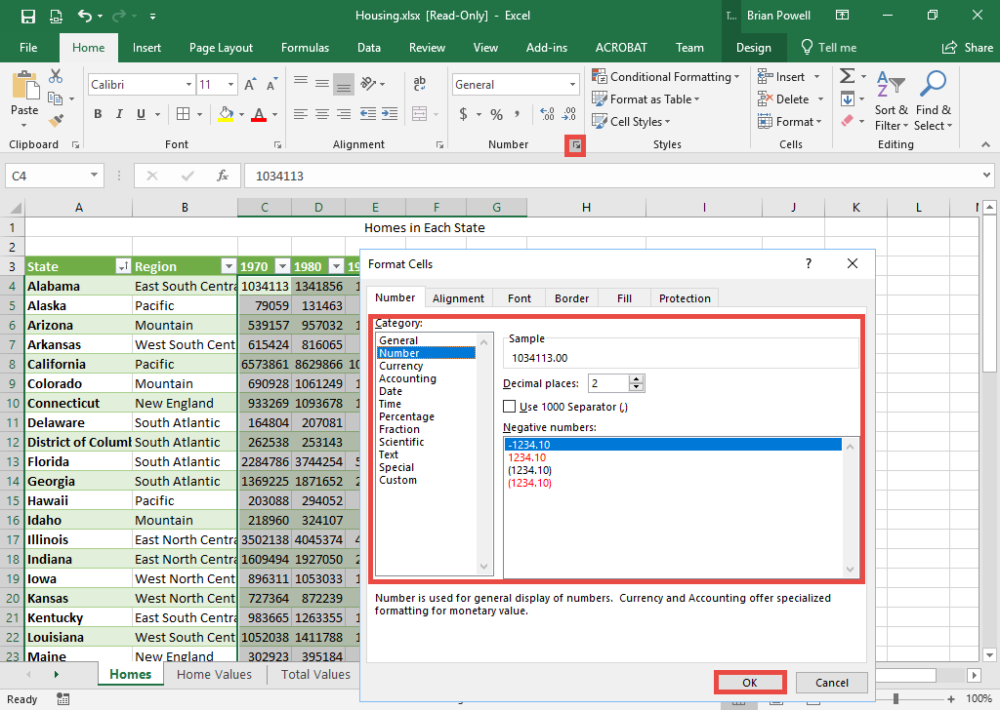 Housing.xlsx [Read-Only] - Excel
T... Brian Powell
File Home Insert Page Layout Formulas Data Review View Add-ins ACROBAT Team Design Tell me Share
Paste
Clipboard
Calibri 11
B I U
Font
Alignment
General
$ % ,
Number
Conditional Formatting
Format as Table
Cell Styles
Styles
Insert
Delete
Format
Cells
Sort & Filter
Find & Select
Editing
C4 fx 1034113
A B C D E F G H I J K L
1 Homes in Each State
2
3 State Region 1970 1980
4 Alabama East South Centra 1034113 1341856
5 Alaska Pacific 79059 131463
6 Arizona Mountain 539157 957032
7 Arkansas West South Cent 615424 816065
8 California Pacific 6573861 8629866
9 Colorado Mountain 690928 1061249
10 Connecticut New England 933269 1093678
11 Delaware South Atlantic 164804 207081
12 District of Columb South Atlantic 262538 253143
13 Florida South Atlantic 2284786 3744254
14 Georgia South Atlantic 1369225 1871652
15 Hawaii Pacific 203088 294052
16 Idaho Mountain 218960 324107
17 Illinois East North Centra 3502138 4045374
18 Indiana East North Centra 1609494 1927050
19 Iowa West North Cent 896311 1053033
20 Kansas West North Cent 727364 872239
21 Kentucky East South Centra 983665 1263355
22 Louisiana West South Cent 1052038 1411788
23 Maine New England 302923 395184
Format Cells ?
Number Alignment Font Border Fill Protection
Category:
General
Number
Currency
Accounting
Date
Time
Percentage
Fraction
Scientific
Text
Special
Custom
Sample
1034113.00
Decimal places: 2
Use 1000 Separator (,)
Negative numbers:
-1234.10
1234.10
(1234.10)
(1234.10)
Number is used for general display of numbers. Currency and Accounting offer specialized
formatting for monetary value.
OK Cancel
Homes Home Values Total Values
Ready 100%